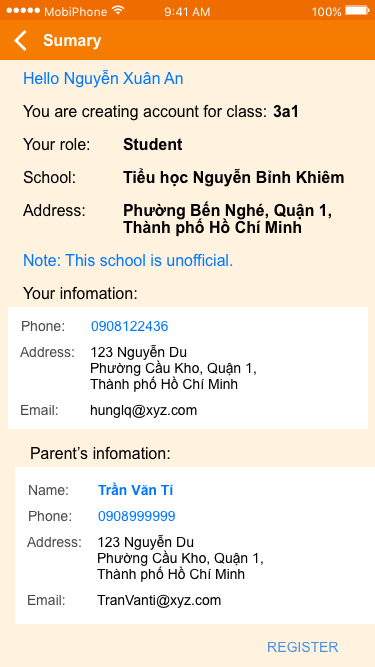 MobiPhone 9:41 AM 100%
Sumary
Hello Nguyễn Xuân An
You are creating account for class: 3a1
Your role: Student
School: Tiểu học Nguyễn Bỉnh Khiêm
Address: Phường Bến Nghé, Quận 1,
Thành phố Hồ Chí Minh
Note: This school is unofficial.
Your infomation:
Phone: 0908122436
Address: 123 Nguyễn Du
Phường Cầu Kho, Quận 1,
Thành phố Hồ Chí Minh
Email: hunglq@xyz.com
Parent's infomation:
Name: Trần Văn Tí
Phone: 0908999999
Address: 123 Nguyễn Du
Phường Cầu Kho, Quận 1,
Thành phố Hồ Chí Minh
Email: TranVanti@xyz.com
REGISTER